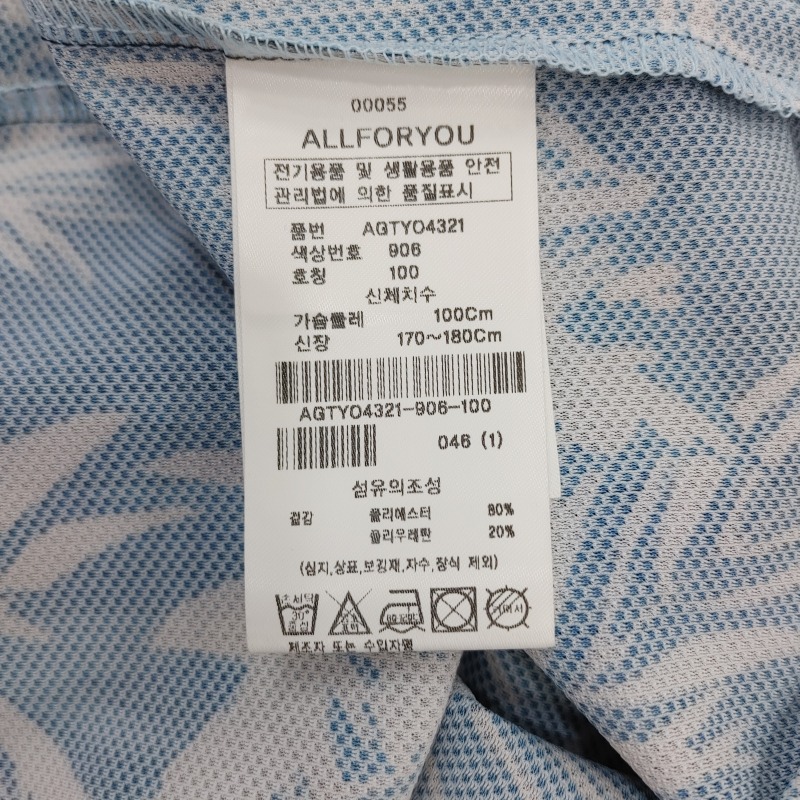 00055
ALLFORYOU
전기용품 및 생활용품 안전
관리법에 의한 품질표시
품번 AGTYO4321
색상번호 906
호칭 100
신체치수
가슴둘레 100Cm
신장 170~180Cm
AGTYO4321-906-100
046 (1)
섬유의조성
겉감 폴리에스터 80%
폴리우레탄 20%
(심지,상표,보강재,자수,장식 제외)
30°
중성
제조자 또는 수입자명